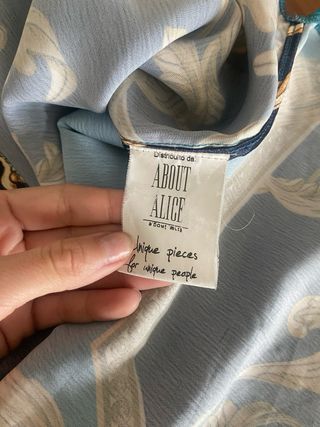 Distribuito da:
ABOUT
ALICE
Unique pieces
for unique people